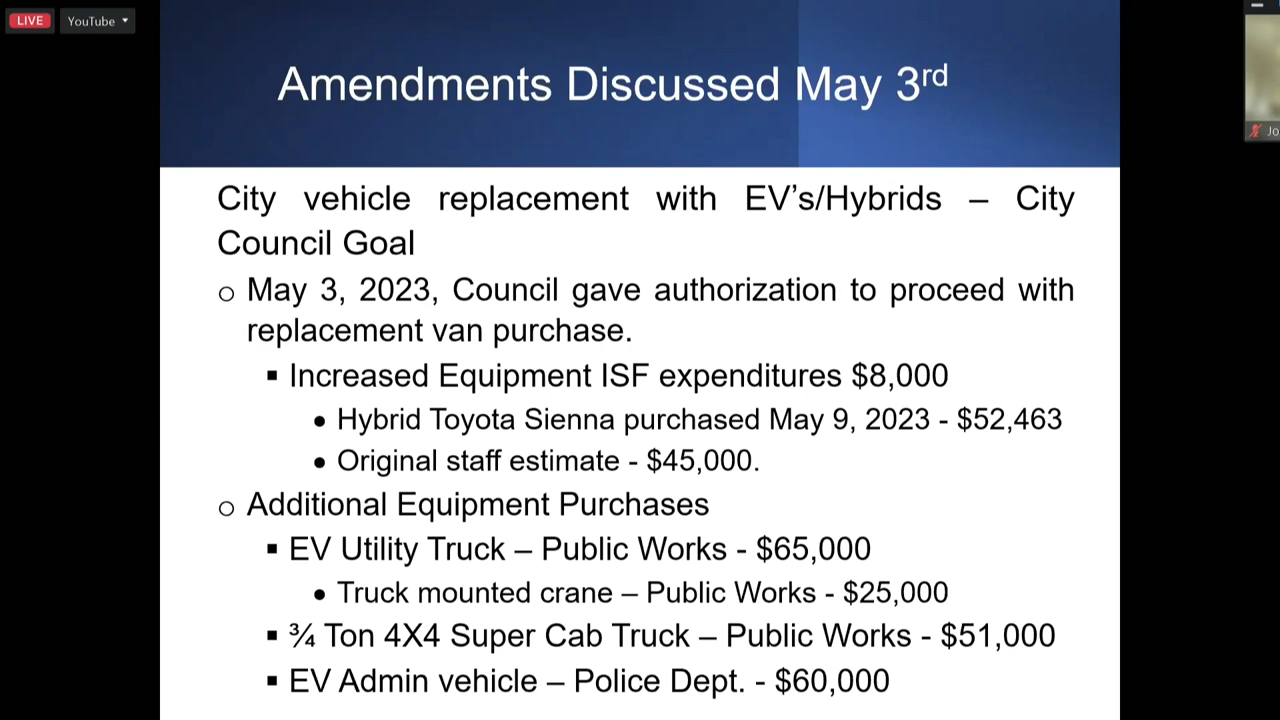 LIVE
YouTube
Amendments Discussed May 3rd
Jo
City vehicle replacement with EV’s/Hybrids – City
Council Goal
o May 3, 2023, Council gave authorization to proceed with
replacement van purchase.
▪ Increased Equipment ISF expenditures $8,000
• Hybrid Toyota Sienna purchased May 9, 2023 - $52,463
• Original staff estimate - $45,000.
o Additional Equipment Purchases
▪ EV Utility Truck – Public Works - $65,000
• Truck mounted crane – Public Works - $25,000
▪ ¾ Ton 4X4 Super Cab Truck – Public Works - $51,000
▪ EV Admin vehicle – Police Dept. - $60,000